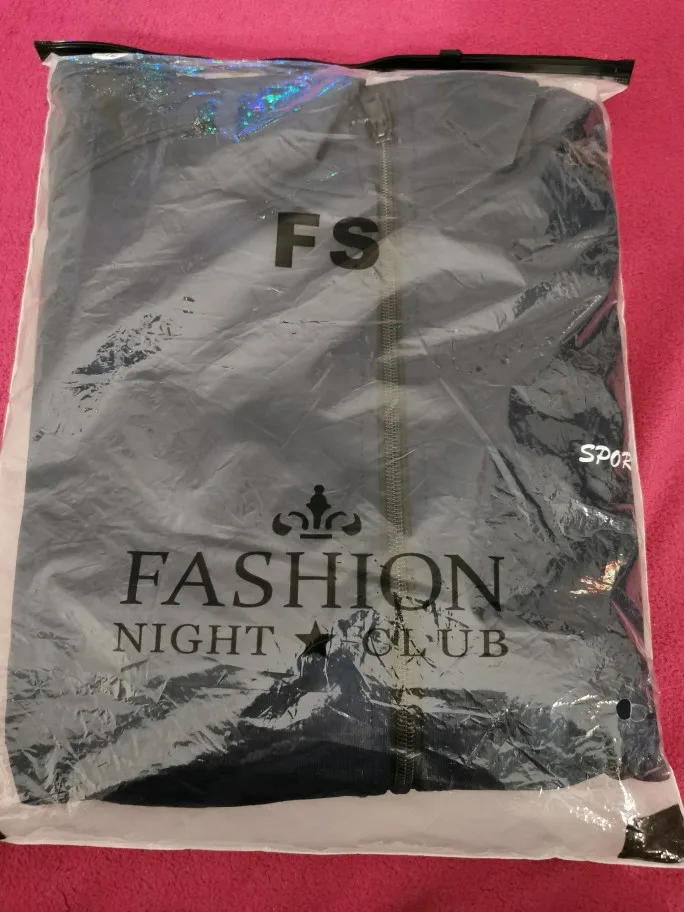 FS
SPOR
FASHION
NIGHT ★ CLUB